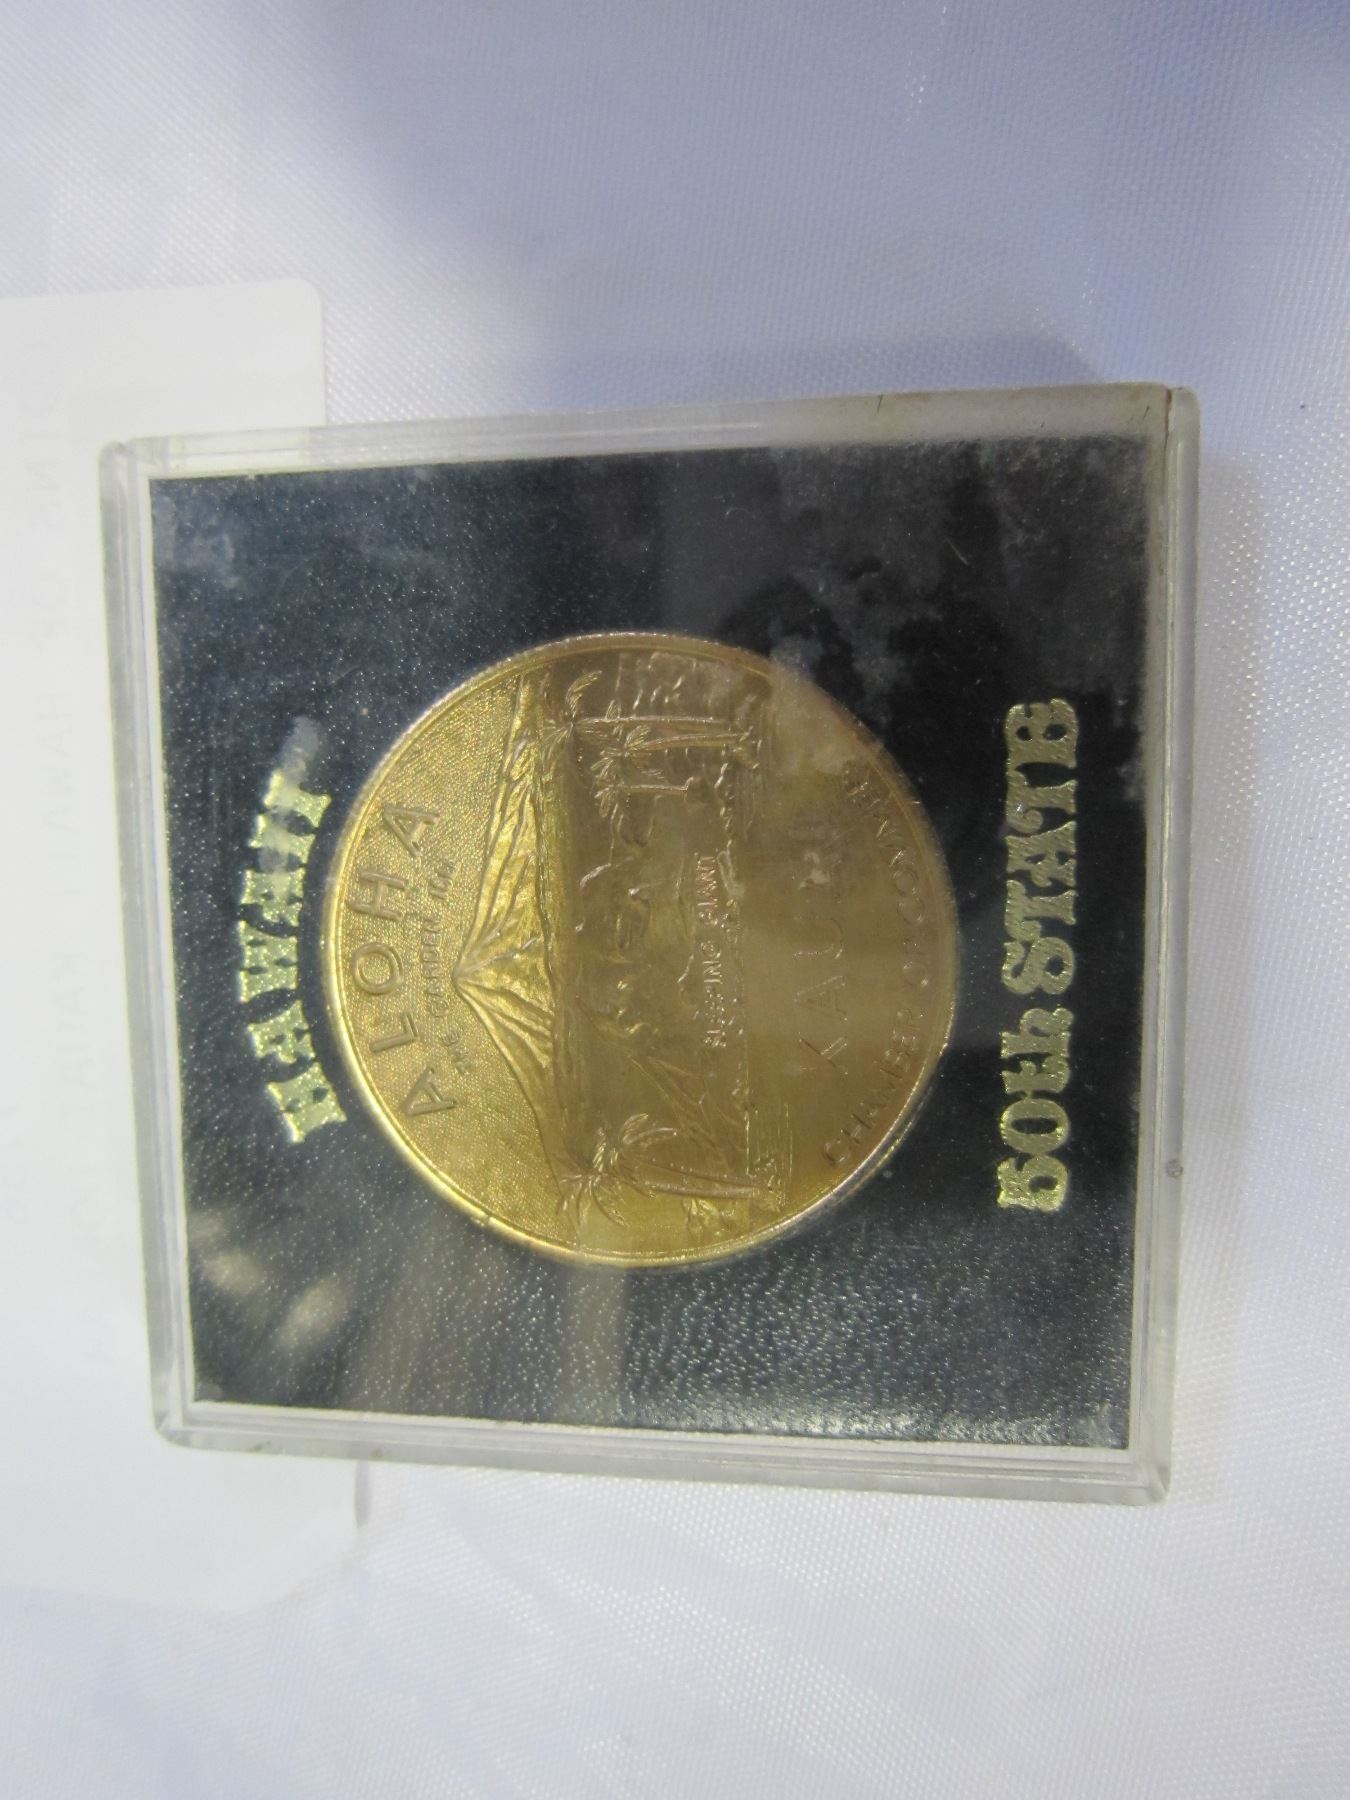 HAWAII
ALOHA
THE GARDEN ISLE
SLEEPING GIANT
KAUAI
CHAMBER OF COMMERCE
50th STATE